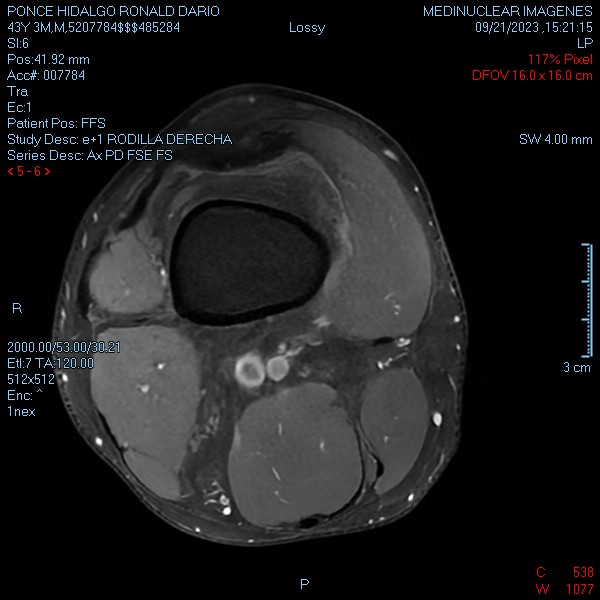 PONCE HIDALGO RONALD DARIO
43Y 3M,M,5207784$$$485284
Sl:6
Pos:41.92 mm
Acc#: 007784
Tra
Ec:1
Patient Pos: FFS
Study Desc: e+1 RODILLA DERECHA
Series Desc: Ax PD FSE FS
< 5 - 6 >
Lossy
MEDINUCLEAR IMAGENES
09/21/2023 ,15:21:15
LP
117% Pixel
DFOV 16.0 x 16.0 cm
SW 4.00 mm
R
2000.00/53.00/30.21
Etl:7 TA:120.00
512x512
Enc: ^
1nex
3 cm
P
C 538
W 1077